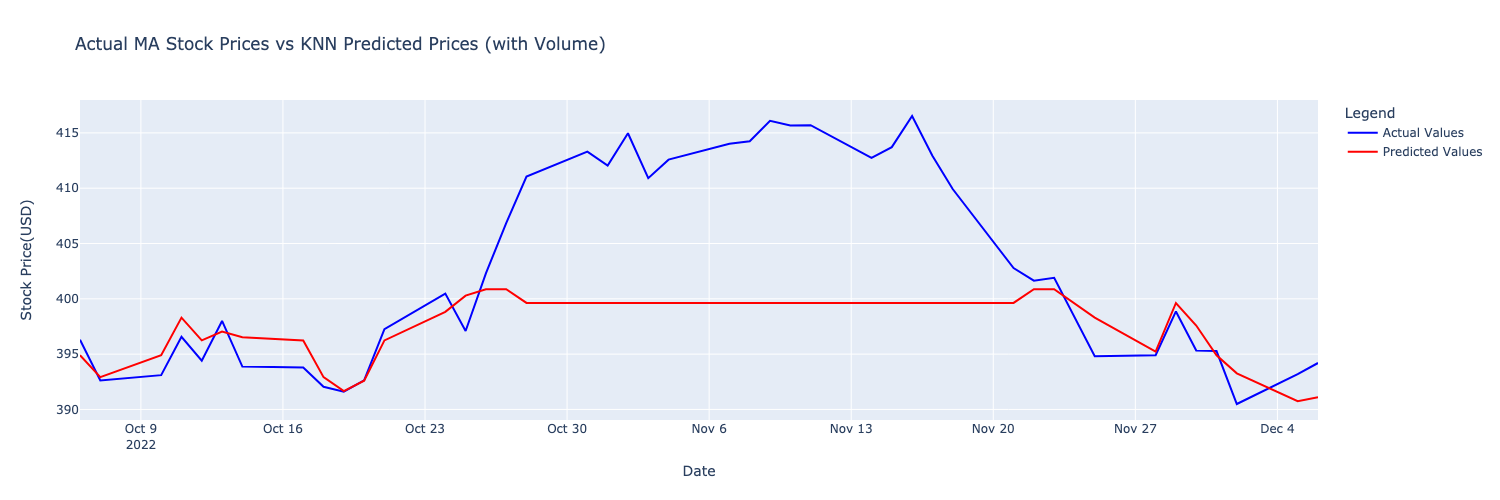 Actual MA Stock Prices vs KNN Predicted Prices (with Volume)
Legend
Actual Values
Predicted Values
Stock Price(USD)
415
410
405
400
395
390
Oct 9 Oct 16 Oct 23 Oct 30 Nov 6 Nov 13 Nov 20 Nov 27 Dec 4
2022
Date